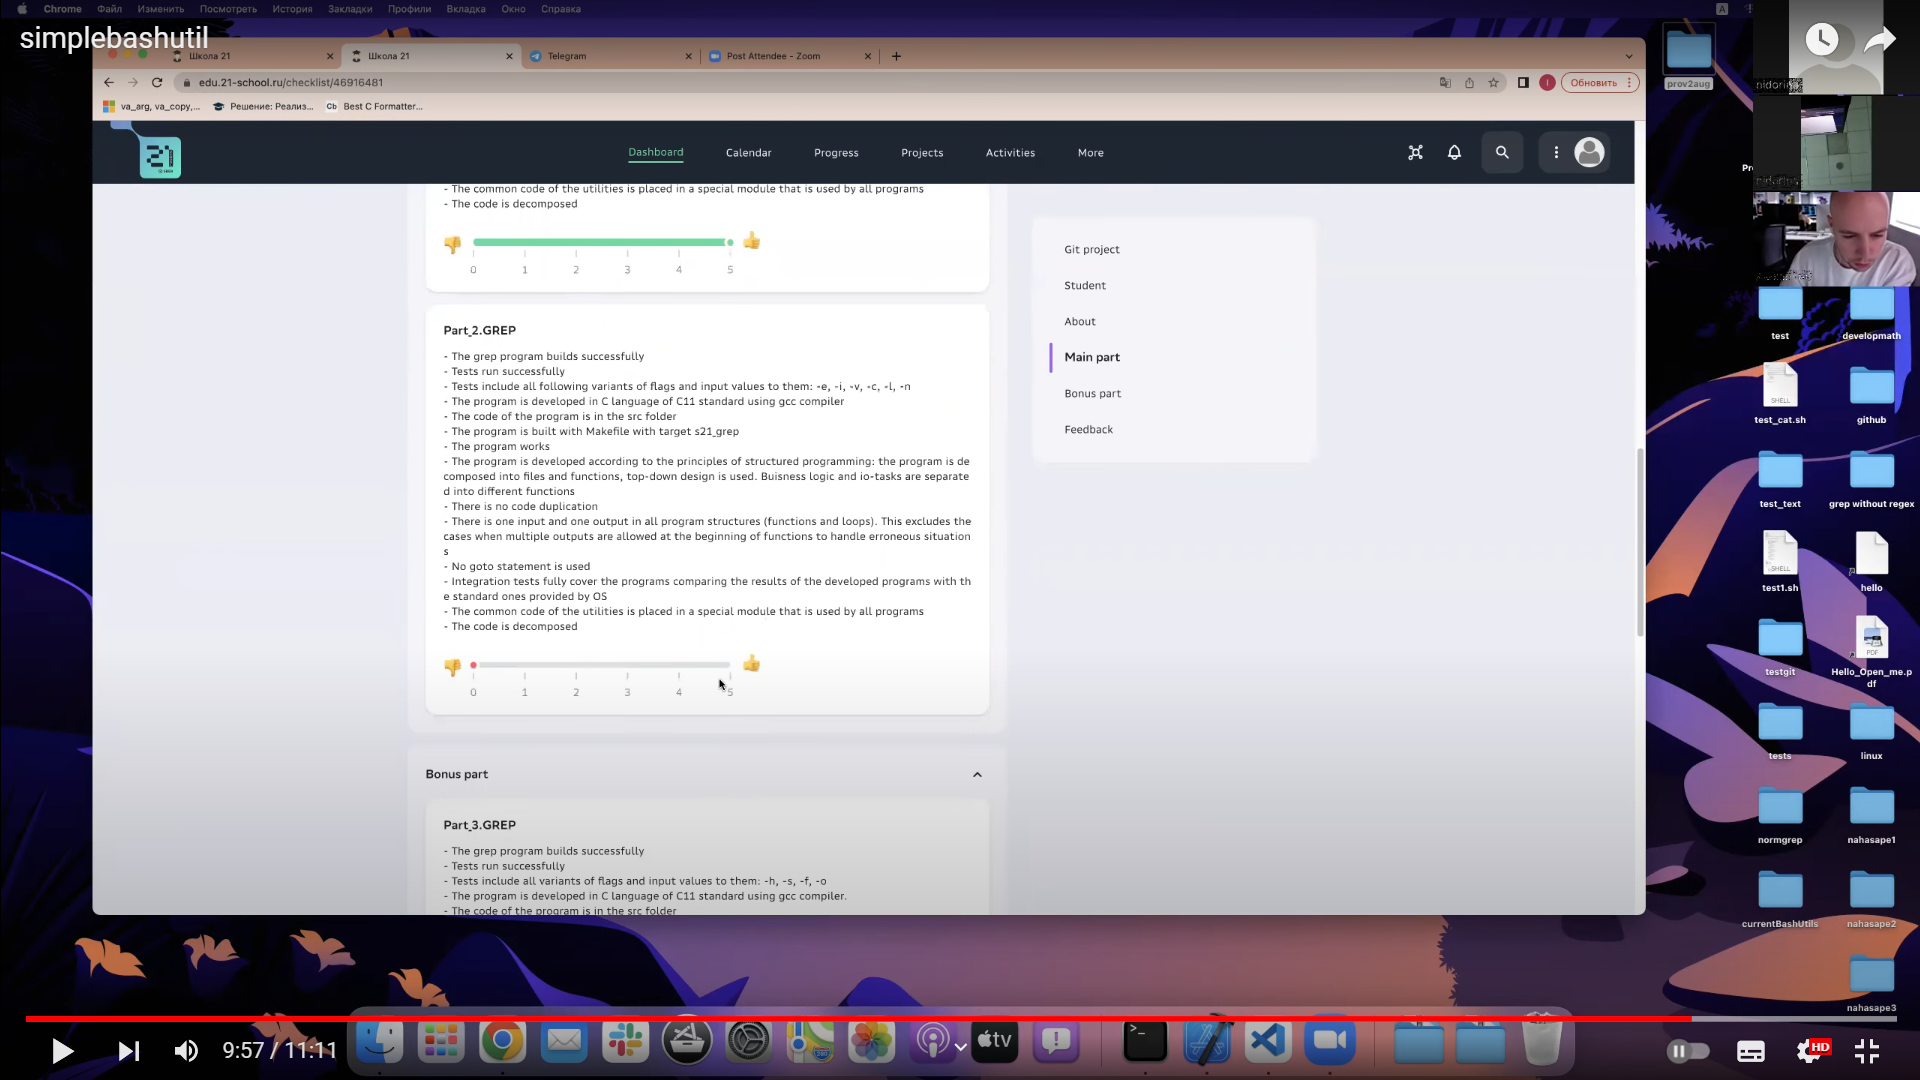 Chrome Файл Изменить Посмотреть История Закладки Профили Вкладка Окно Справка
simplebashutil
Школа 21
Школа 21
Telegram
Post Attendee - Zoom
edu.21-school.ru/checklist/46916481
Обновить
va_arg, va_copy,...
Решение: Реализ...
Best C Formatter...
21
Dashboard
Calendar
Progress
Projects
Activities
More
- The common code of the utilities is placed in a special module that is used by all programs
- The code is decomposed
0 1 2 3 4 5
Part_2.GREP
- The grep program builds successfully
- Tests run successfully
- Tests include all following variants of flags and input values to them: -e, -i, -v, -c, -l, -n
- The program is developed in C language of C11 standard using gcc compiler
- The code of the program is in the src folder
- The program is built with Makefile with target s21_grep
- The program works
- The program is developed according to the principles of structured programming: the program is de
composed into files and functions, top-down design is used. Buisness logic and io-tasks are separate
d into different functions
- There is no code duplication
- There is one input and one output in all program structures (functions and loops). This excludes the
cases when multiple outputs are allowed at the beginning of functions to handle erroneous situation
s
- No goto statement is used
- Integration tests fully cover the programs comparing the results of the developed programs with th
e standard ones provided by OS
- The common code of the utilities is placed in a special module that is used by all programs
- The code is decomposed
0 1 2 3 4 5
Bonus part
Part_3.GREP
- The grep program builds successfully
- Tests run successfully
- Tests include all variants of flags and input values to them: -h, -s, -f, -o
- The program is developed in C language of C11 standard using gcc compiler.
- The code of the program is in the src folder
Git project
Student
About
Main part
Bonus part
Feedback
prov2aug
test
developmath
SHELL
test_cat.sh
github
test_text
grep without regex
SHELL
test1.sh
hello
testgit
PDF
Hello_Open_me.p
df
tests
linux
normgrep
nahasape1
currentBashUtils
nahasape2
nahasape3
tv
9:57 / 11:11
HD